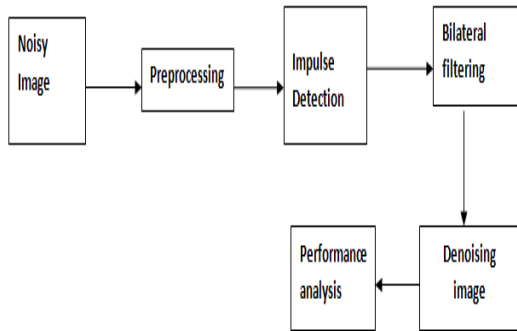 Noisy
Image
Preprocessing
Impulse
Detection
Bilateral
filtering
Denoising
image
Performance
analysis